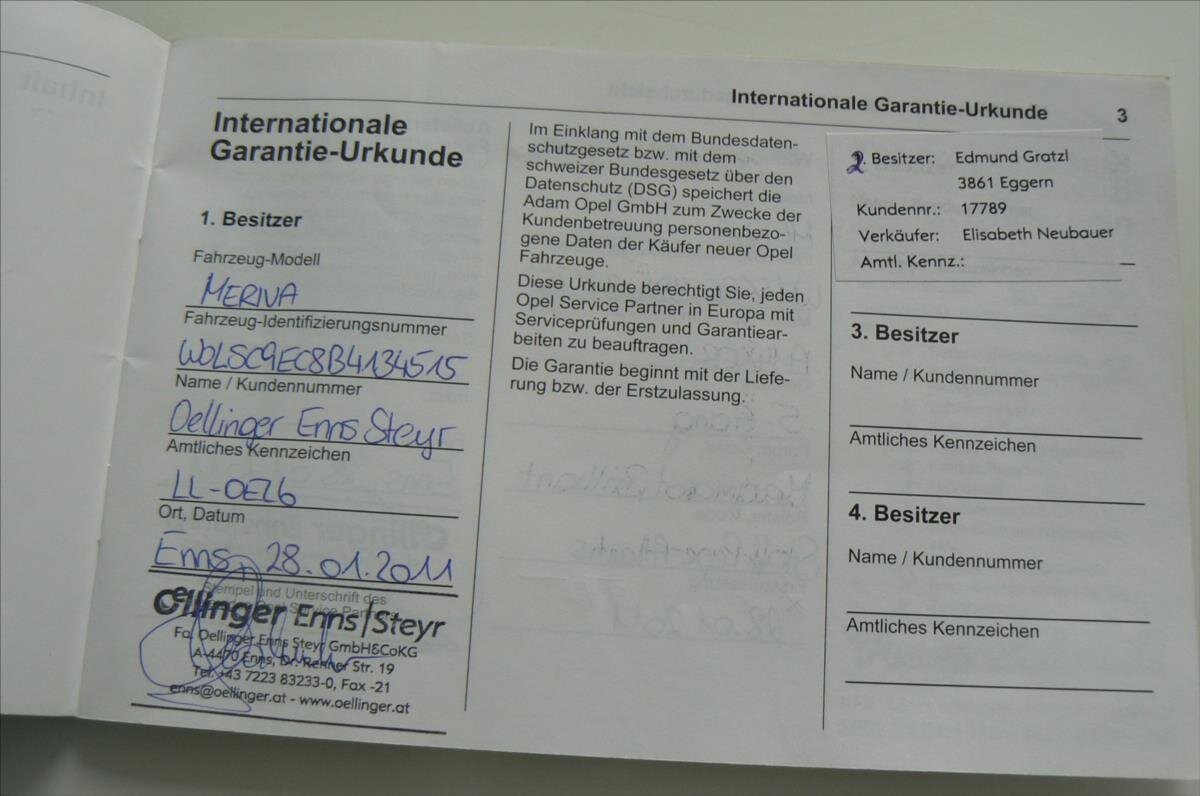 Internationale Garantie-Urkunde 3
Internationale
Garantie-Urkunde
1. Besitzer
Fahrzeug-Modell
MERIVA
Fahrzeug-Identifizierungsnummer
W0LSC9EC8B4134515
Name / Kundennummer
Oellinger Enns Steyr
Amtliches Kennzeichen
LL-OEZ6
Ort, Datum
Enns, 28.01.2011
Stempel und Unterschrift des
Opel Service Partners
Oellinger Enns/Steyr
Fa. Oellinger Enns Steyr GmbH&CoKG
A-4470 Enns, Dr. Renner Str. 19
Tel. +43 7223 83233-0, Fax -21
enns@oellinger.at - www.oellinger.at
Im Einklang mit dem Bundesdaten-
schutzgesetz bzw. mit dem
schweizer Bundesgesetz über den
Datenschutz (DSG) speichert die
Adam Opel GmbH zum Zwecke der
Kundenbetreuung personenbezo-
gene Daten der Käufer neuer Opel
Fahrzeuge.
Diese Urkunde berechtigt Sie, jeden
Opel Service Partner in Europa mit
Serviceprüfungen und Garantiear-
beiten zu beauftragen.
Die Garantie beginnt mit der Liefe-
rung bzw. der Erstzulassung.
2. Besitzer: Edmund Gratzl
3861 Eggern
Kundennr.: 17789
Verkäufer: Elisabeth Neubauer
Amtl. Kennz.:
3. Besitzer
Name / Kundennummer
Amtliches Kennzeichen
4. Besitzer
Name / Kundennummer
Amtliches Kennzeichen